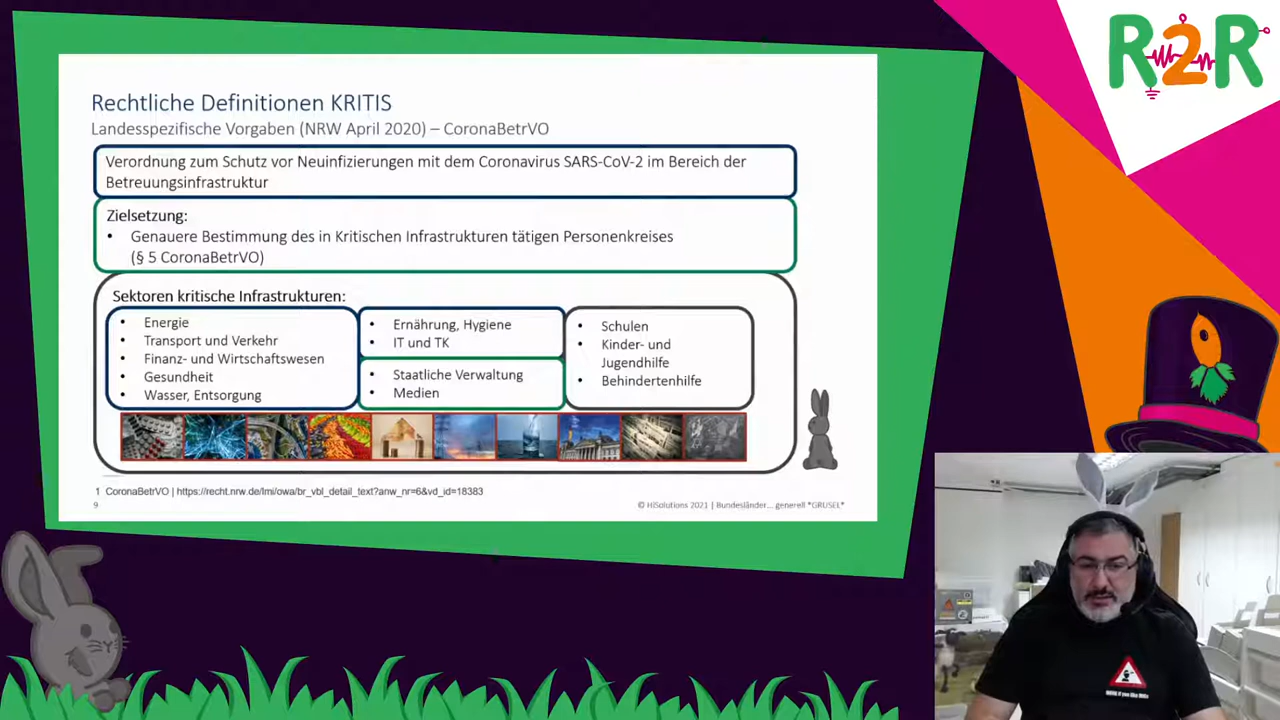 R2R
Rechtliche Definitionen KRITIS
Landesspezifische Vorgaben (NRW April 2020) – CoronaBetrVO
Verordnung zum Schutz vor Neuinfizierungen mit dem Coronavirus SARS-CoV-2 im Bereich der
Betreuungsinfrastruktur
Zielsetzung:
• Genauere Bestimmung des in Kritischen Infrastrukturen tätigen Personenkreises
(§ 5 CoronaBetrVO)
Sektoren kritische Infrastrukturen:
• Energie
• Transport und Verkehr
• Finanz- und Wirtschaftswesen
• Gesundheit
• Wasser, Entsorgung
• Ernährung, Hygiene
• IT und TK
• Staatliche Verwaltung
• Medien
• Schulen
• Kinder- und
Jugendhilfe
• Behindertenhilfe
1 CoronaBetrVO | https://recht.nrw.de/lmi/owa/br_vbl_detail_text?anw_nr=6&vd_id=18383
9
© HiSolutions 2021 | Bundesländer... generell *GRUSEL*